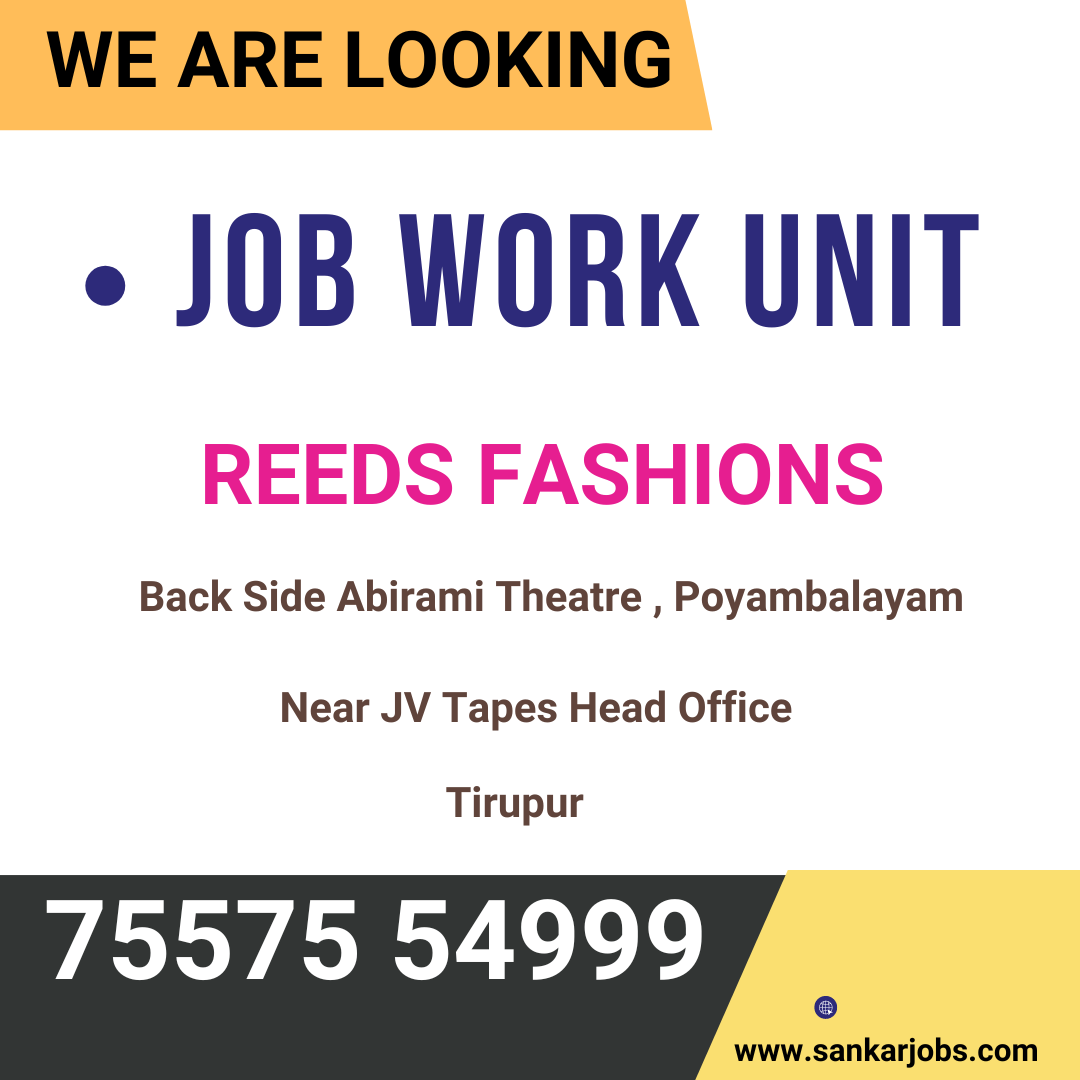 WE ARE LOOKING
• JOB WORK UNIT
REEDS FASHIONS
Back Side Abirami Theatre , Poyambalayam
Near JV Tapes Head Office
Tirupur
75575 54999
www.sankarjobs.com